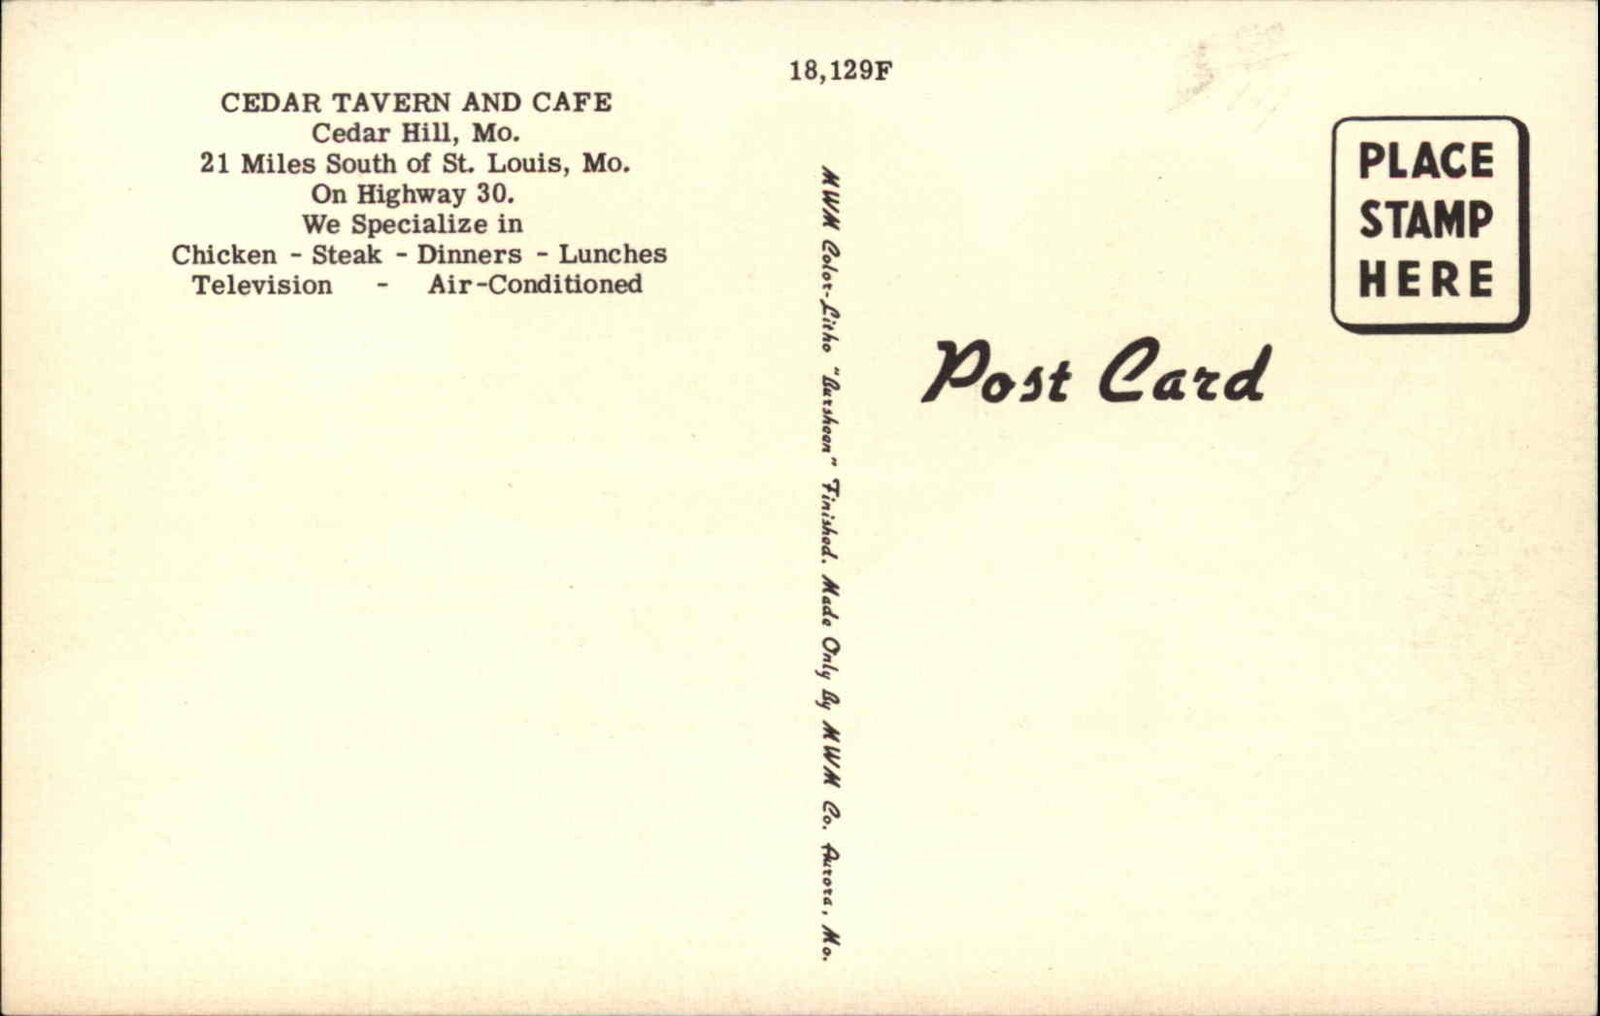 18,129F
CEDAR TAVERN AND CAFE
Cedar Hill, Mo.
21 Miles South of St. Louis, Mo.
On Highway 30.
We Specialize in
Chicken - Steak - Dinners - Lunches
Television - Air-Conditioned
MWM Color-Litho "Aursheen" Finished. Made Only By MWM Co. Aurora, Mo.
PLACE
STAMP
HERE
Post Card